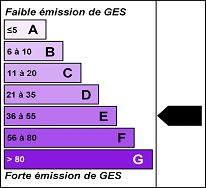 Faible émission de GES
≤5 A
6 à 10 B
11 à 20 C
21 à 35 D
36 à 55 E
56 à 80 F
> 80 G
Forte émission de GES